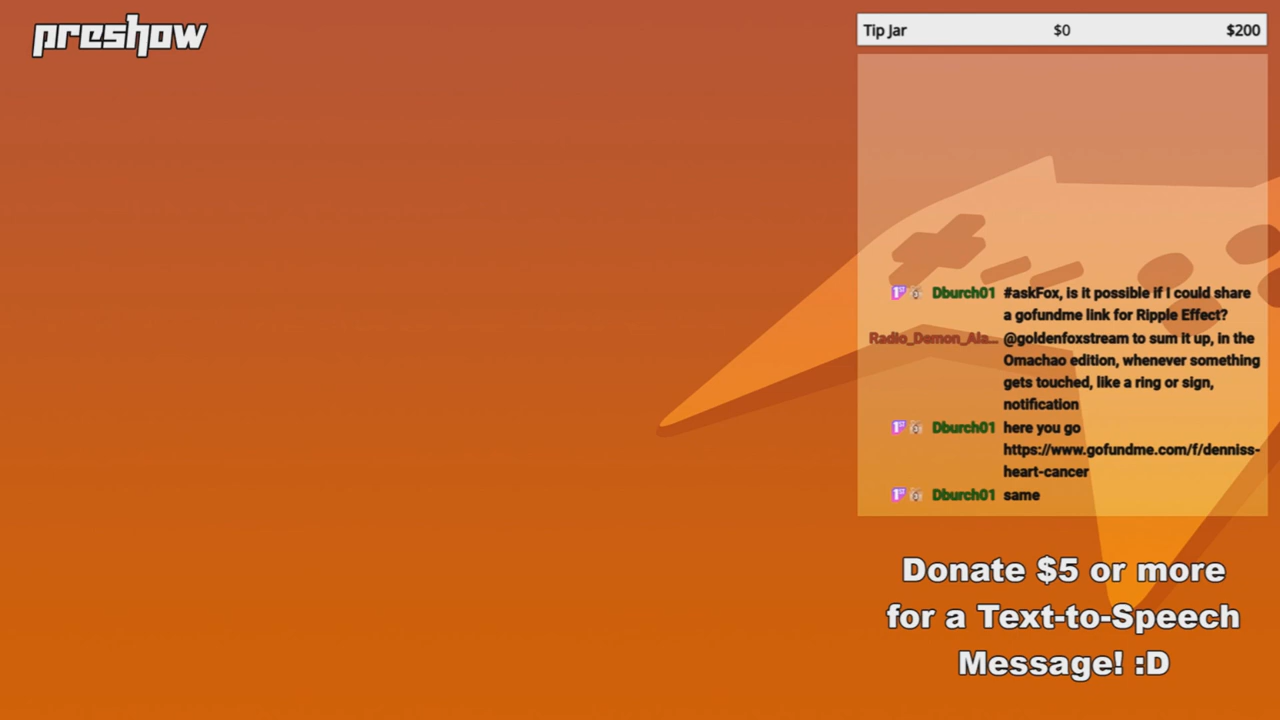 preshow
Tip Jar $0 $200
Dburch01 #askFox, is it possible if I could share
a gofundme link for Ripple Effect?
Radio_Demon_Ala... @goldenfoxstream to sum it up, in the
Omachao edition, whenever something
gets touched, like a ring or sign,
notification
Dburch01 here you go
https://www.gofundme.com/f/denniss-
heart-cancer
Dburch01 same
Donate $5 or more
for a Text-to-Speech
Message! :D